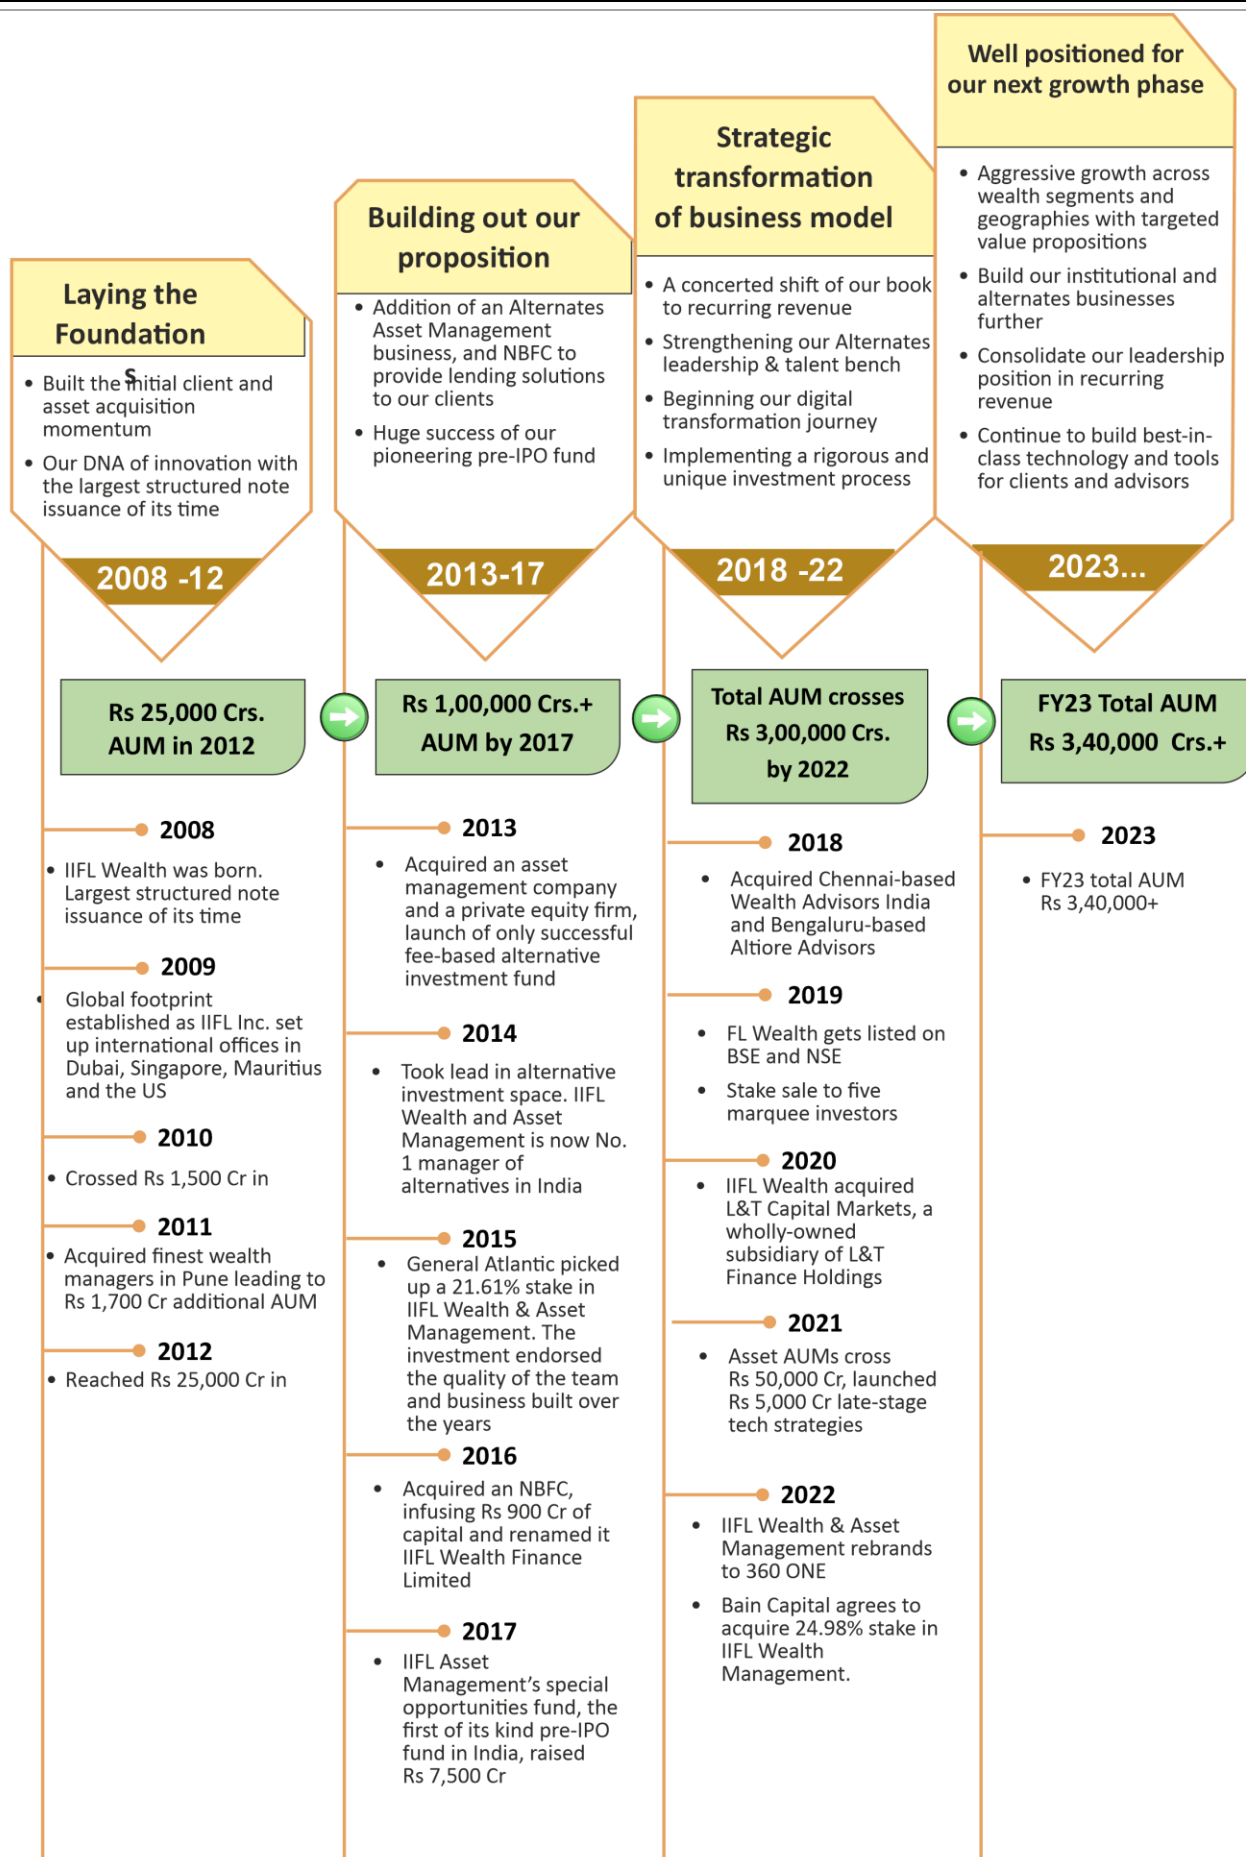 Laying the
Foundation
s
• Built the initial client and
asset acquisition
momentum
• Our DNA of innovation with
the largest structured note
issuance of its time
2008 -12
Rs 25,000 Crs.
AUM in 2012
2008
• IIFL Wealth was born.
Largest structured note
issuance of its time
2009
• Global footprint
established as IIFL Inc. set
up international offices in
Dubai, Singapore, Mauritius
and the US
2010
• Crossed Rs 1,500 Cr in
2011
• Acquired finest wealth
managers in Pune leading to
Rs 1,700 Cr additional AUM
2012
• Reached Rs 25,000 Cr in
Building out our
proposition
• Addition of an Alternates
Asset Management
business, and NBFC to
provide lending solutions
to our clients
• Huge success of our
pioneering pre-IPO fund
2013-17
Rs 1,00,000 Crs.+
AUM by 2017
2013
• Acquired an asset
management company
and a private equity firm,
launch of only successful
fee-based alternative
investment fund
2014
• Took lead in alternative
investment space. IIFL
Wealth and Asset
Management is now No.
1 manager of
alternatives in India
2015
• General Atlantic picked
up a 21.61% stake in
IIFL Wealth & Asset
Management. The
investment endorsed
the quality of the team
and business built over
the years
2016
• Acquired an NBFC,
infusing Rs 900 Cr of
capital and renamed it
IIFL Wealth Finance
Limited
2017
• IIFL Asset
Management’s special
opportunities fund, the
first of its kind pre-IPO
fund in India, raised
Rs 7,500 Cr
Strategic
transformation
of business model
• A concerted shift of our book
to recurring revenue
• Strengthening our Alternates
leadership & talent bench
• Beginning our digital
transformation journey
• Implementing a rigorous and
unique investment process
2018 -22
Total AUM crosses
Rs 3,00,000 Crs.
by 2022
2018
• Acquired Chennai-based
Wealth Advisors India
and Bengaluru-based
Altiore Advisors
2019
• FL Wealth gets listed on
BSE and NSE
• Stake sale to five
marquee investors
2020
• IIFL Wealth acquired
L&T Capital Markets, a
wholly-owned
subsidiary of L&T
Finance Holdings
2021
• Asset AUMs cross
Rs 50,000 Cr, launched
Rs 5,000 Cr late-stage
tech strategies
2022
• IIFL Wealth & Asset
Management rebrands
to 360 ONE
• Bain Capital agrees to
acquire 24.98% stake in
IIFL Wealth
Management.
Well positioned for
our next growth phase
• Aggressive growth across
wealth segments and
geographies with targeted
value propositions
• Build our institutional and
alternates businesses
further
• Consolidate our leadership
position in recurring
revenue
• Continue to build best-in-
class technology and tools
for clients and advisors
2023...
FY23 Total AUM
Rs 3,40,000 Crs.+
2023
• FY23 total AUM
Rs 3,40,000+